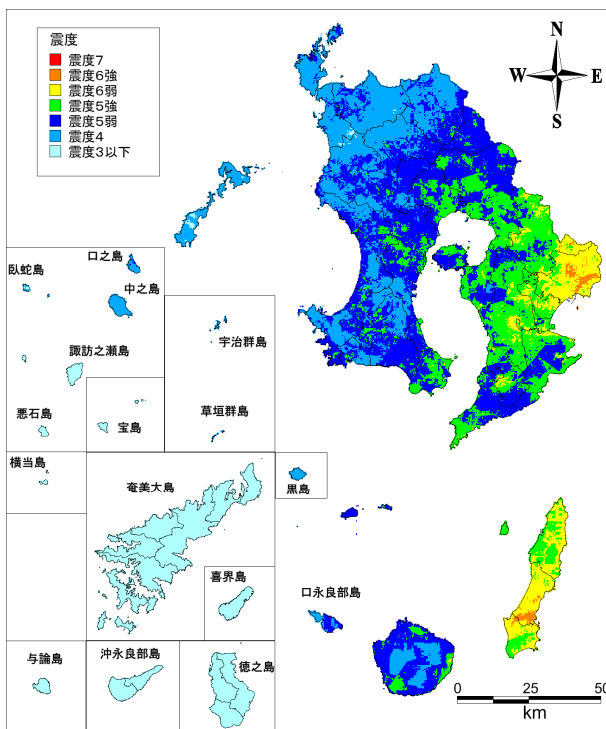 震度
震度7
震度6強
震度6弱
震度5強
震度5弱
震度4
震度3以下
N
W E
S
口之島
臥蛇島
中之島
宇治群島
諏訪之瀬島
悪石島
宝島
草垣群島
横当島
奄美大島
黒島
喜界島
口永良部島
与論島
沖永良部島
徳之島
0 25 50
km